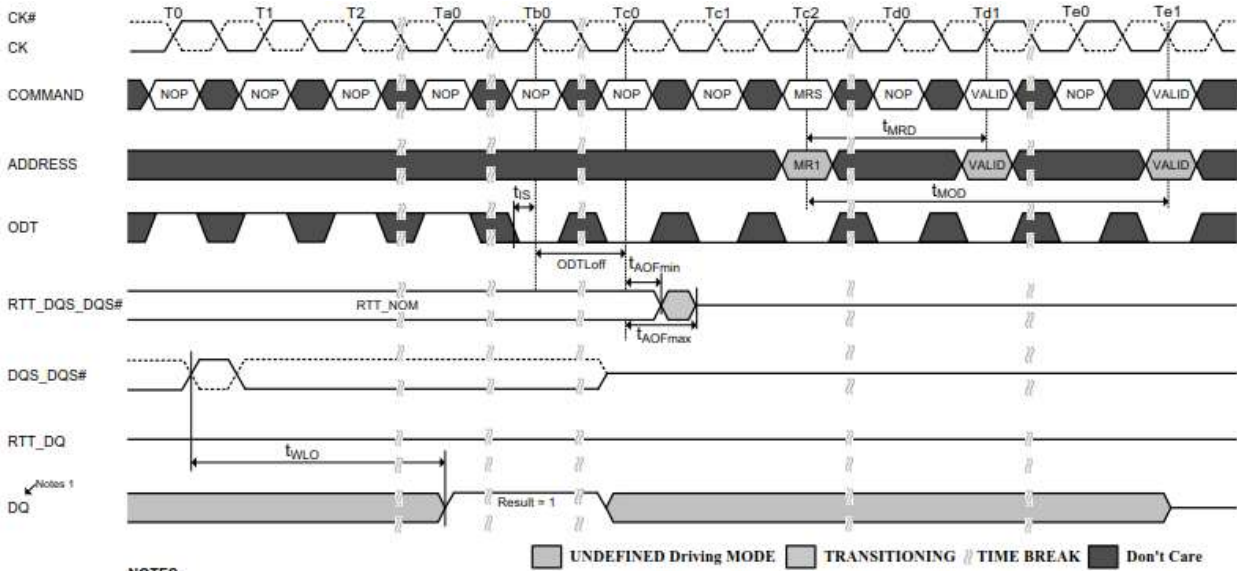 CK#
CK
T0 T1 T2 Ta0 Tb0 Tc0 Tc1 Tc2 Td0 Td1 Te0 Te1
COMMAND
NOP NOP NOP NOP NOP NOP NOP MRS NOP VALID NOP VALID
tMRD
ADDRESS
MR1 VALID VALID
tIS
tMOD
ODT
ODTLoff
tAOFmin
RTT_DQS_DQS#
RTT_NOM
tAOFmax
DQS_DQS#
RTT_DQ
tWLO
Notes 1
DQ
Result = 1
UNDEFINED Driving MODE TRANSITIONING TIME BREAK Don't Care